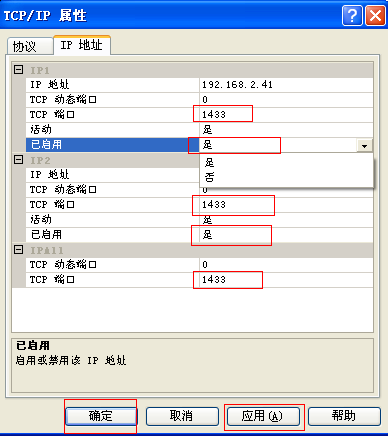 TCP/IP 属性
协议 IP 地址
IP1
IP 地址 192.168.2.41
TCP 动态端口 0
TCP 端口 1433
活动 是
已启用 是
是
IP2
否
IP 地址
TCP 动态端口 0
TCP 端口 1433
活动 是
已启用 是
IPAll
TCP 动态端口 0
TCP 端口 1433
已启用
启用或禁用该 IP 地址
确定 取消 应用(A) 帮助